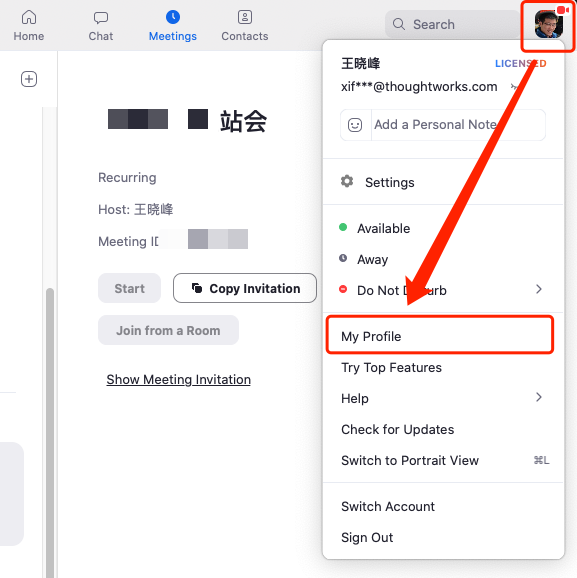 Home
Chat
Meetings
Contacts
Search
王晓峰
LICENSED
xif***@thoughtworks.com
Add a Personal Note
站会
Recurring
Host: 王晓峰
Meeting ID
Start
Copy Invitation
Join from a Room
Show Meeting Invitation
Settings
Available
Away
Do Not Disturb
My Profile
Try Top Features
Help
Check for Updates
Switch to Portrait View
⌘L
Switch Account
Sign Out